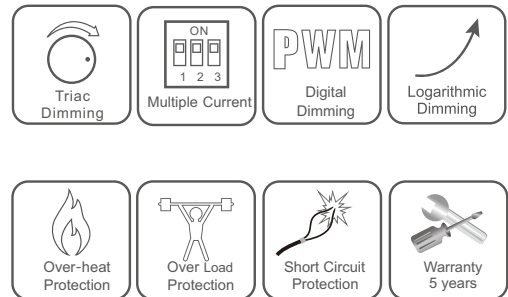 Triac
Dimming
ON
1 2 3
Multiple Current
PWM
Digital
Dimming
Logarithmic
Dimming
Over-heat
Protection
Over Load
Protection
Short Circuit
Protection
Warranty
5 years